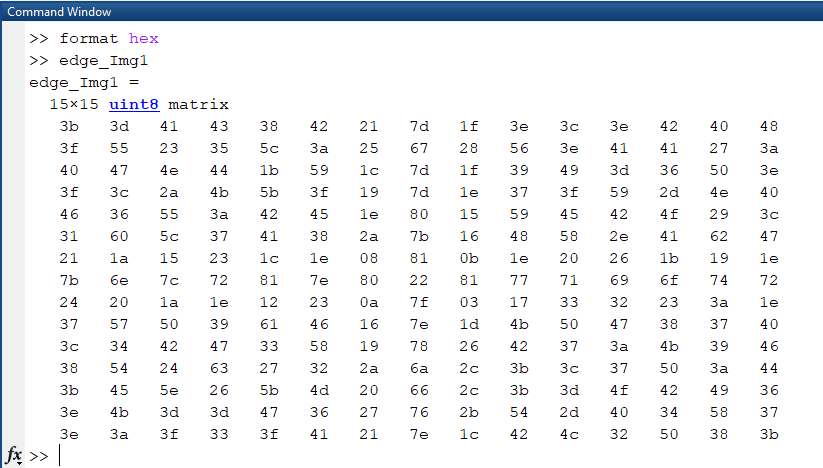 Command Window
>> format hex
>> edge_Img1
edge_Img1 =
15×15 uint8 matrix
3b 3d 41 43 38 42 21 7d 1f 3e 3c 3e 42 40 48
3f 55 23 35 5c 3a 25 67 28 56 3e 41 41 27 3a
40 47 4e 44 1b 59 1c 7d 1f 39 49 3d 36 50 3e
3f 3c 2a 4b 5b 3f 19 7d 1e 37 3f 59 2d 4e 40
46 36 55 3a 42 45 1e 80 15 59 45 42 4f 29 3c
31 60 5c 37 41 38 2a 7b 16 48 58 2e 41 62 47
21 1a 15 23 1c 1e 08 81 0b 1e 20 26 1b 19 1e
7b 6e 7c 72 81 7e 80 22 81 77 71 69 6f 74 72
24 20 1a 1e 12 23 0a 7f 03 17 33 32 23 3a 1e
37 57 50 39 61 46 16 7e 1d 4b 50 47 38 37 40
3c 34 42 47 33 58 19 78 26 42 37 3a 4b 39 46
38 54 24 63 27 32 2a 6a 2c 3b 3c 37 50 3a 44
3b 45 5e 26 5b 4d 20 66 2c 3b 3d 4f 42 49 36
3e 4b 3d 3d 47 36 27 76 2b 54 2d 40 34 58 37
3e 3a 3f 33 3f 41 21 7e 1c 42 4c 32 50 38 3b
fx >>